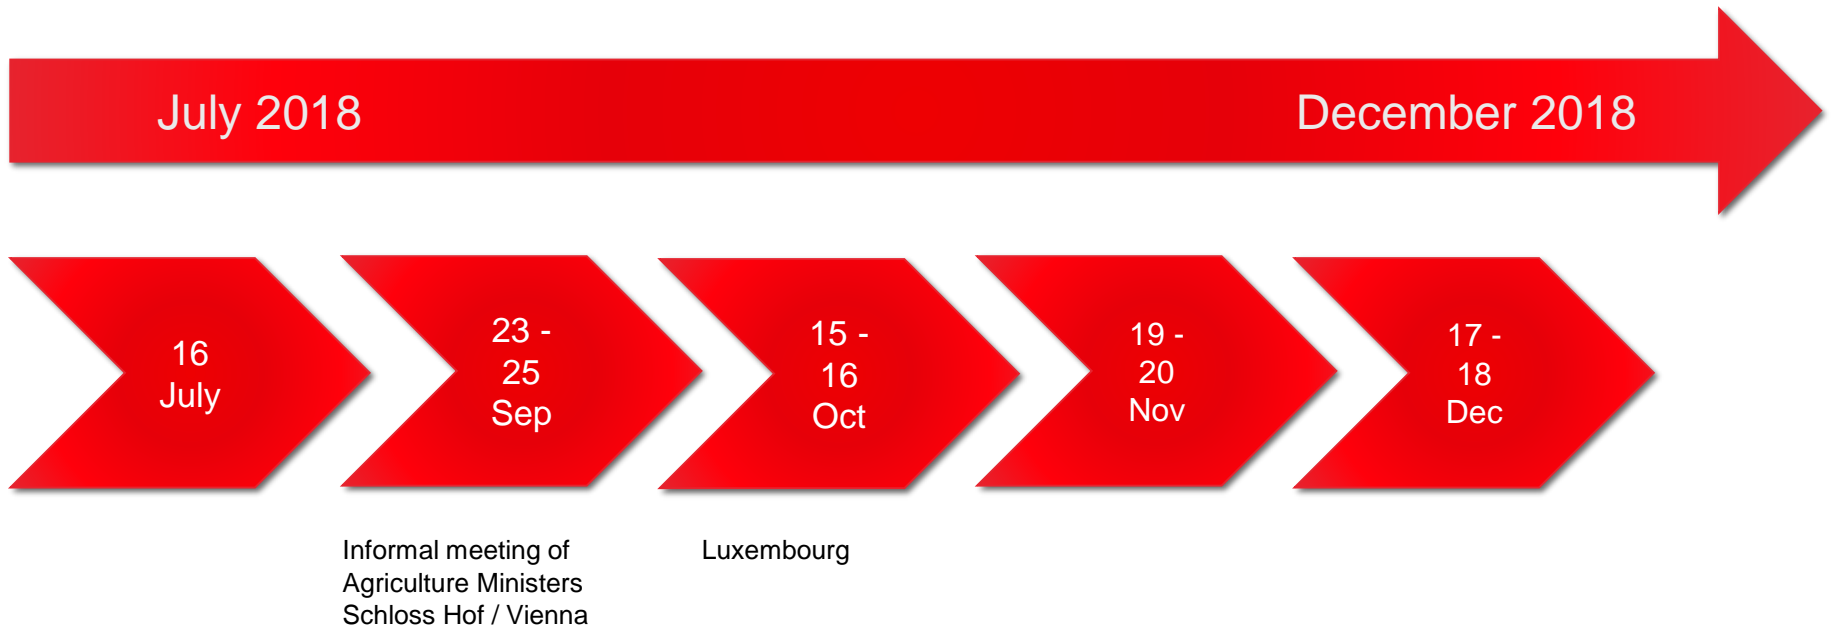 July 2018
December 2018
16
July
23 -
25
Sep
15 -
16
Oct
19 -
20
Nov
17 -
18
Dec
Informal meeting of
Agriculture Ministers
Schloss Hof / Vienna
Luxembourg